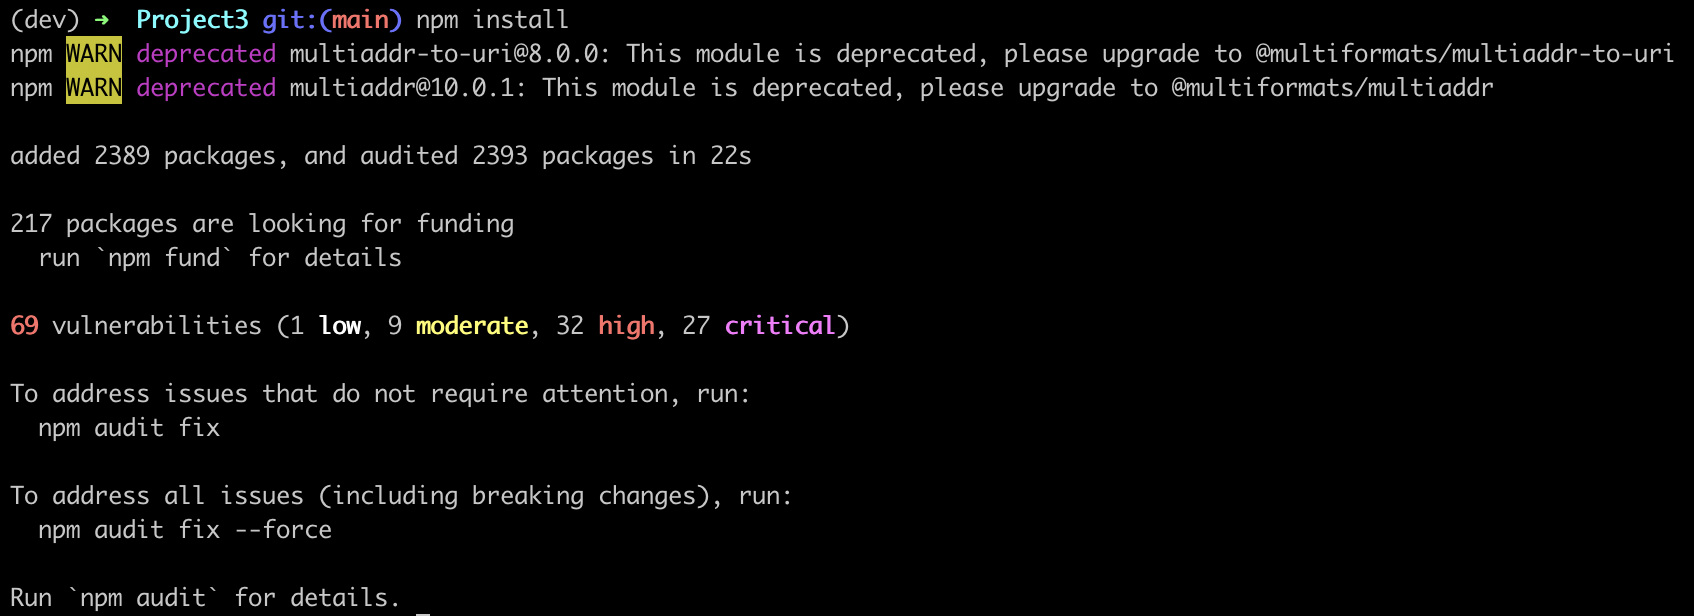 (dev) ➜  Project3 git:(main) npm install
npm WARN deprecated multiaddr-to-uri@8.0.0: This module is deprecated, please upgrade to @multiformats/multiaddr-to-uri
npm WARN deprecated multiaddr@10.0.1: This module is deprecated, please upgrade to @multiformats/multiaddr
added 2389 packages, and audited 2393 packages in 22s
217 packages are looking for funding
  run `npm fund` for details
69 vulnerabilities (1 low, 9 moderate, 32 high, 27 critical)
To address issues that do not require attention, run:
  npm audit fix
To address all issues (including breaking changes), run:
  npm audit fix --force
Run `npm audit` for details.